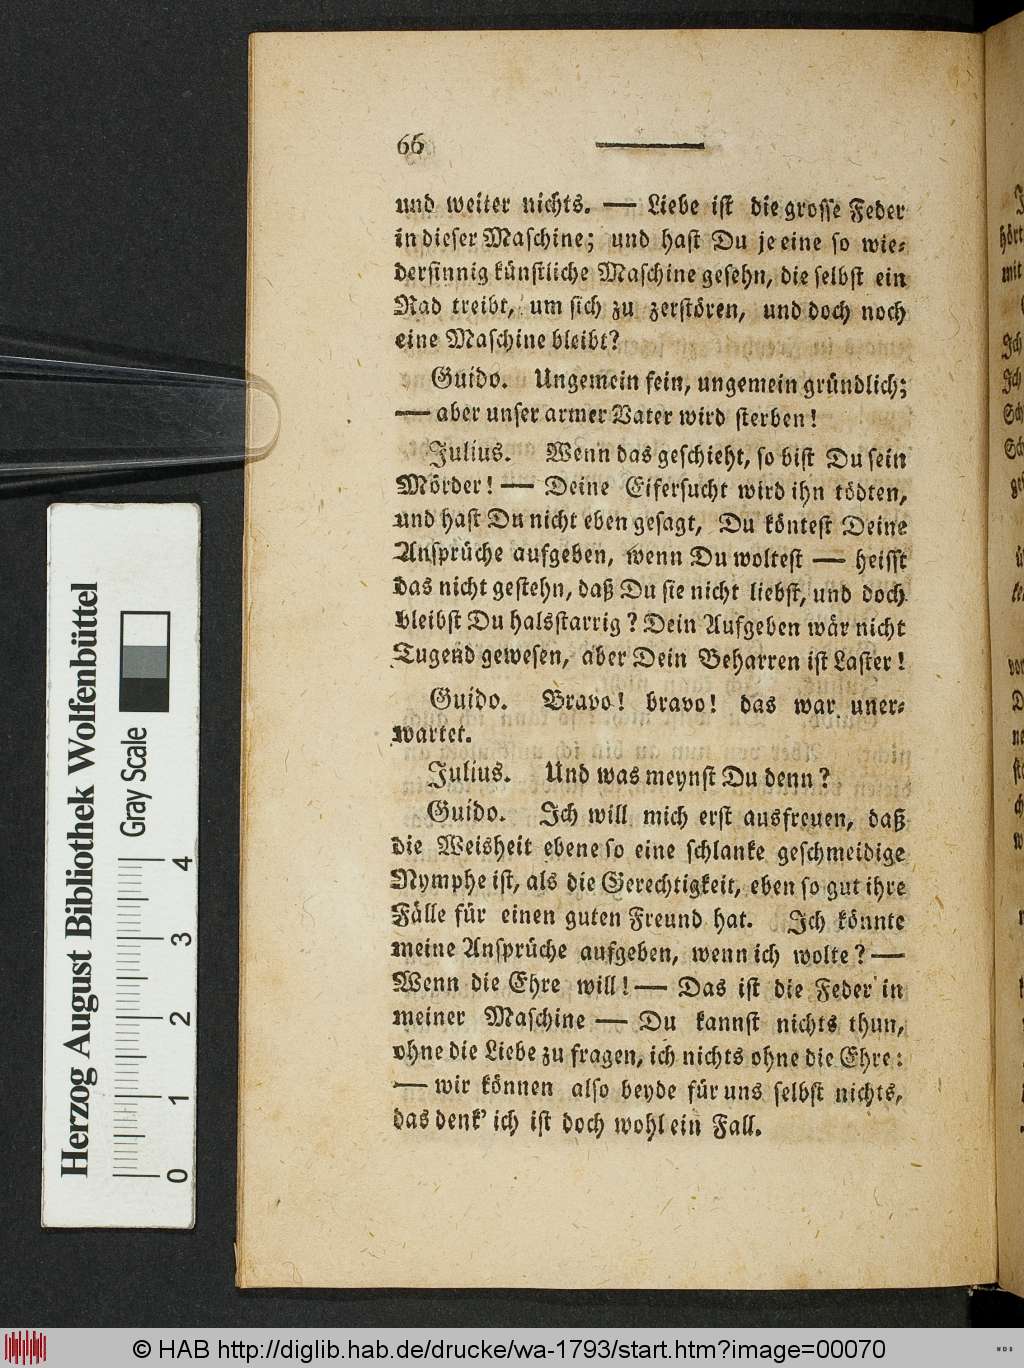 66
und weiter nichts. — Liebe ist die grosse Feder
in dieser Maschine; und hast Du je eine so wie-
dersinnig künstliche Maschine gesehn, die selbst ein
Rad treibt, um sich zu zerstören, und doch noch
eine Maschine bleibt?
Guido. Ungemein fein, ungemein gründlich;
— aber unser armer Vater wird sterben!
Julius. Wenn das geschieht, so bist Du sein
Mörder! — Deine Eifersucht wird ihn tödten,
und hast Du nicht eben gesagt, Du köntest Deine
Ansprüche aufgeben, wenn Du woltest — heisst
das nicht gestehn, daß Du sie nicht liebst, und doch
bleibst Du halsstarrig? Dein Aufgeben wär nicht
Tugend gewesen, aber Dein Beharren ist Laster!
Guido. Bravo! bravo! das war uner-
wartet.
Julius. Und was meynst Du denn?
Guido. Ich will mich erst ausfreuen, daß
die Weisheit ebene so eine schlanke geschmeidige
Nymphe ist, als die Gerechtigkeit, eben so gut ihre
Fälle für einen guten Freund hat. Ich könnte
meine Ansprüche aufgeben, wenn ich wolte? —
Wenn die Ehre will! — Das ist die Feder in
meiner Maschine — Du kannst nichts thun,
ohne die Liebe zu fragen, ich nichts ohne die Ehre:
— wir können also beyde für uns selbst nichts,
das denk' ich ist doch wohl ein Fall.
Herzog August Bibliothek Wolfenbüttel
Gray Scale
0 1 2 3 4
© HAB http://diglib.hab.de/drucke/wa-1793/start.htm?image=00070